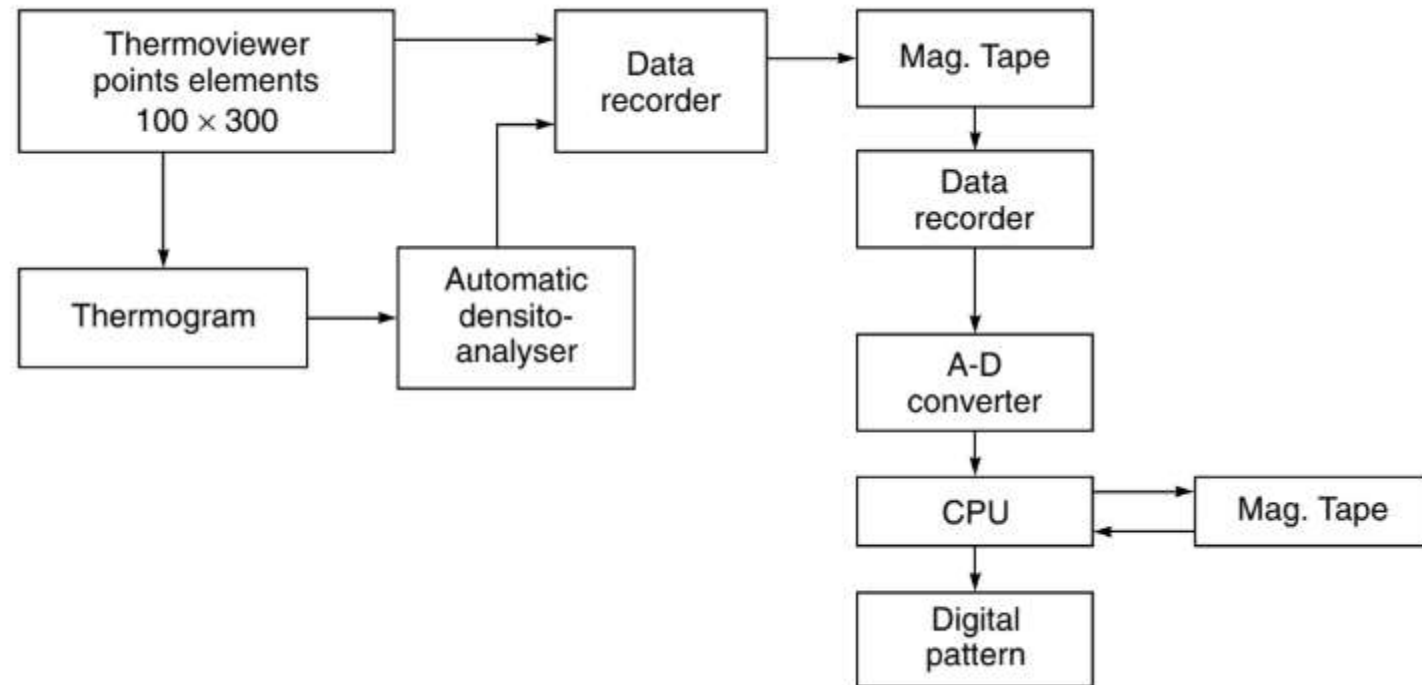 Thermoviewer
points elements
100 × 300
Data
recorder
Mag. Tape
Data
recorder
Thermogram
Automatic
densito-
analyser
A-D
converter
CPU
Mag. Tape
Digital
pattern